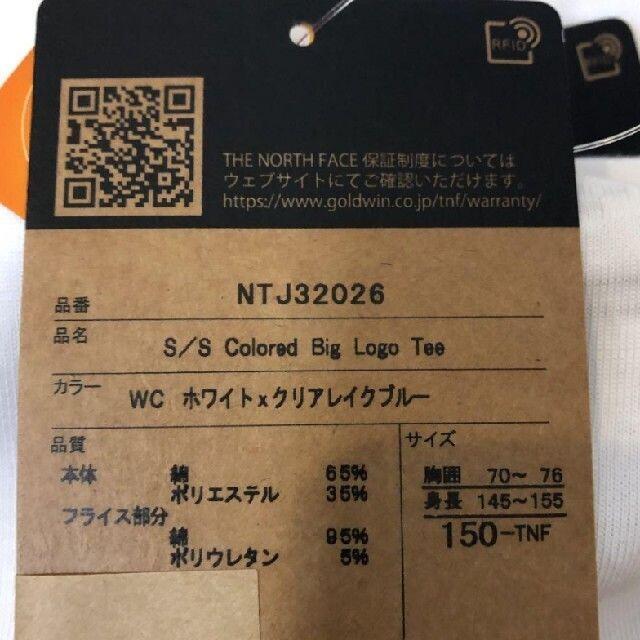 RFID
THE NORTH FACE 保証制度については
ウェブサイトにてご確認いただけます。
https://www.goldwin.co.jp/tnf/warranty/
品番 NTJ32026
品名 S/S Colored Big Logo Tee
カラー WC ホワイトxクリアレイクブルー
品質
本体 綿 65%
ポリエステル 35%
フライス部分
綿 95%
ポリウレタン 5%
サイズ
胸囲 70～ 76
身長 145～155
150-TNF